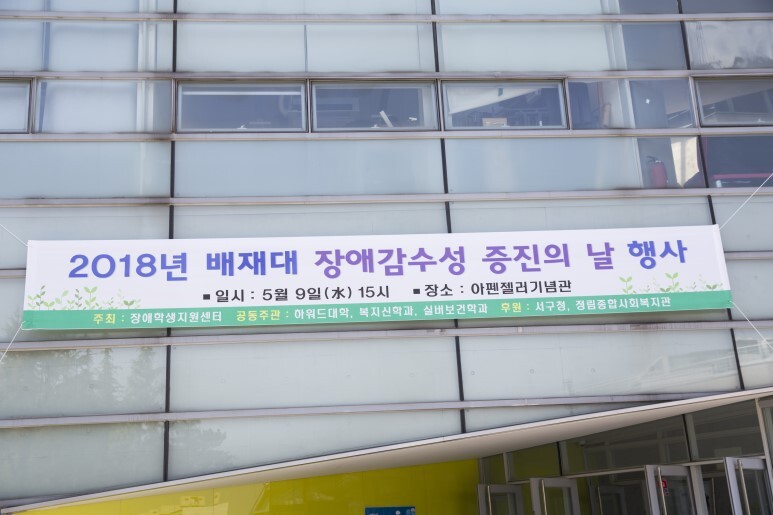 2018년 배재대 장애감수성 증진의 날 행사
■ 일시 : 5월 9일(水) 15시 ■ 장소 : 아펜젤러기념관
주최 : 장애학생지원센터 공동주관 : 하워드대학, 복지신학과, 실버보건학과 후원 : 서구청, 정림종합사회복지관